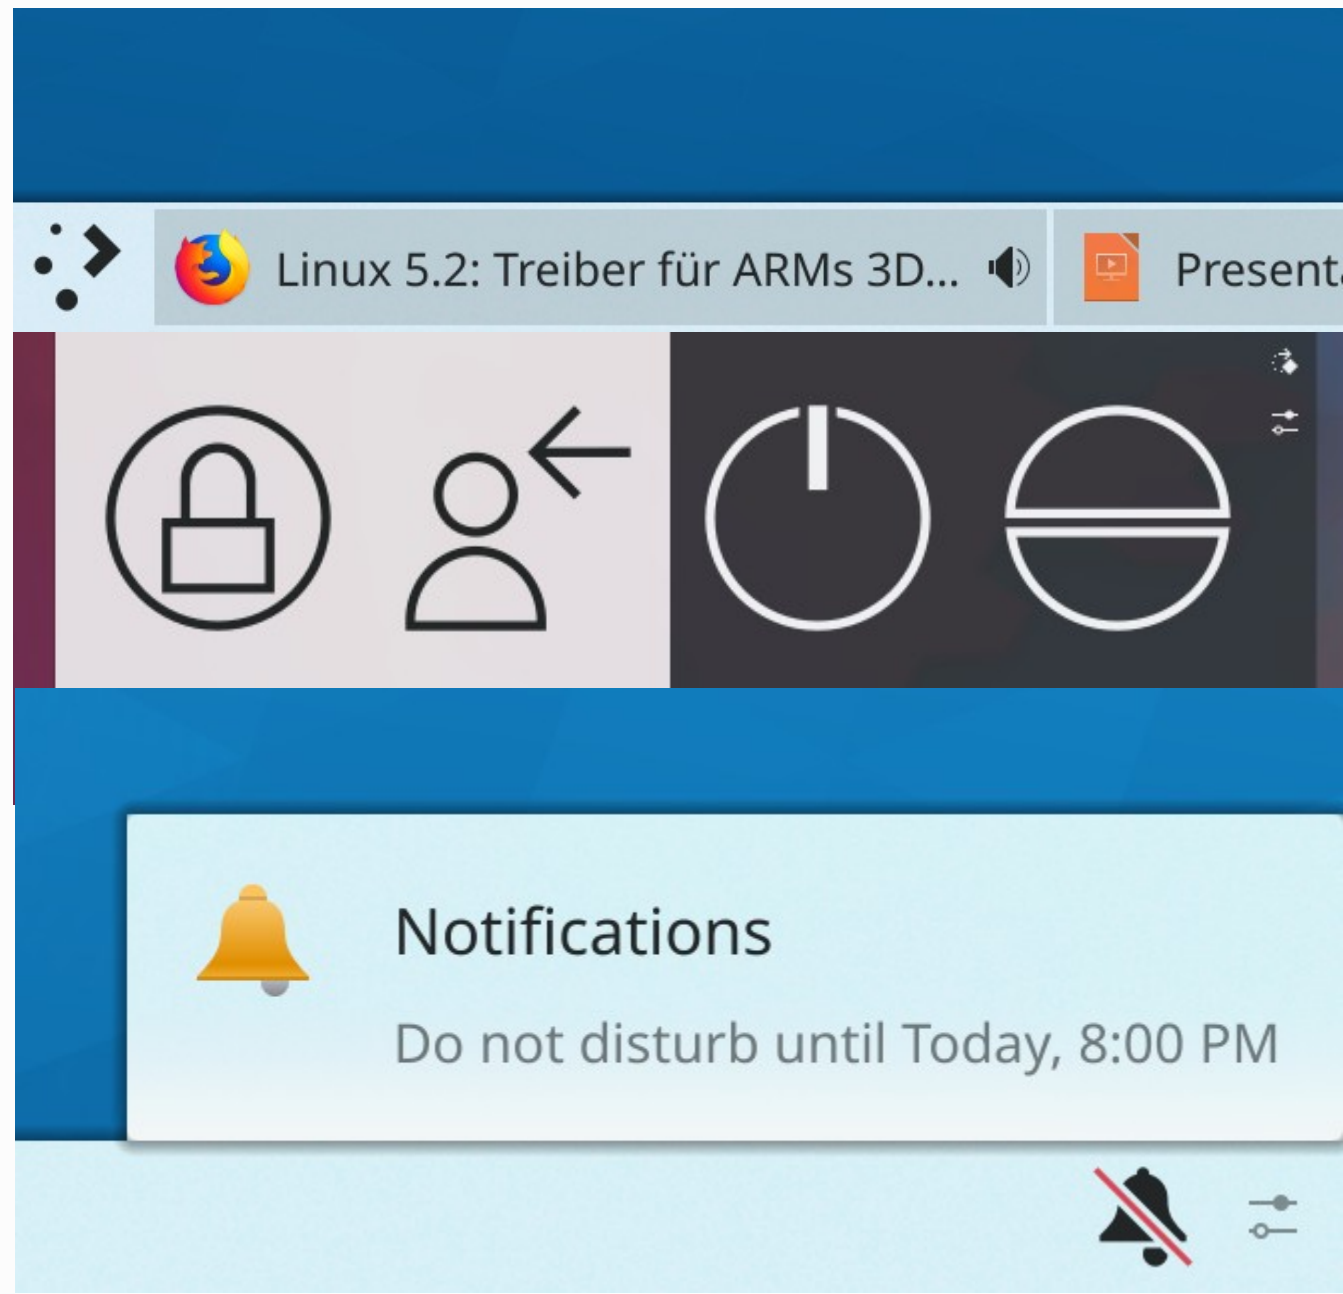 Linux 5.2: Treiber für ARMs 3D...
Present
Notifications
Do not disturb until Today, 8:00 PM